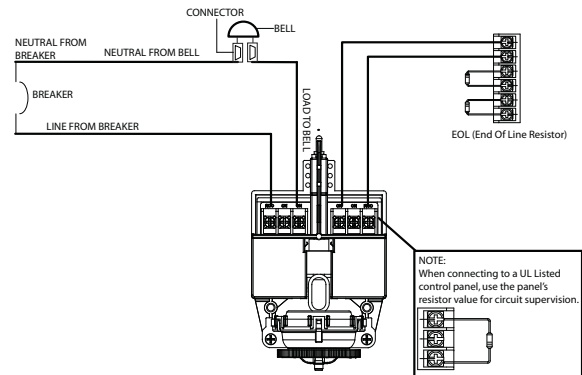 CONNECTOR
BELL
NEUTRAL FROM
BREAKER
NEUTRAL FROM BELL
BREAKER
LINE FROM BREAKER
LOAD TO BELL
EOL (End Of Line Resistor)
NOTE:
When connecting to a UL Listed
control panel, use the panel's
resistor value for circuit supervision.